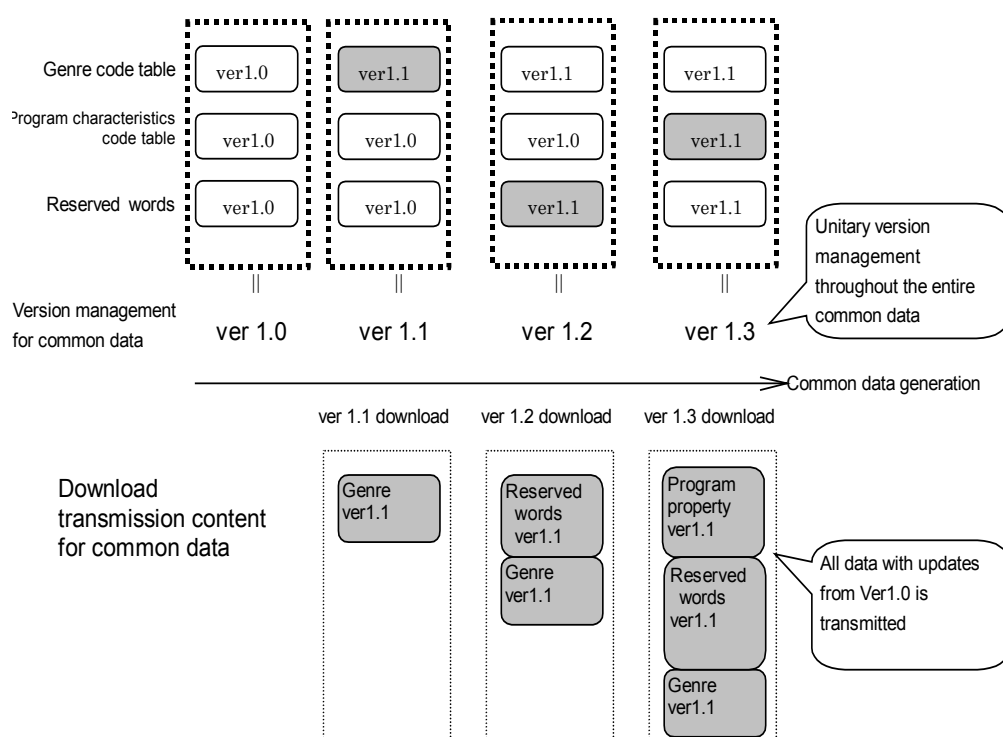 Genre code table
ver1.0
ver1.1
ver1.1
ver1.1
Program characteristics
code table
ver1.0
ver1.0
ver1.0
ver1.1
Reserved words
ver1.0
ver1.0
ver1.1
ver1.1
Unitary version
management
throughout the entire
common data
||
||
||
||
Version management
for common data
ver 1.0
ver 1.1
ver 1.2
ver 1.3
Common data generation
ver 1.1 download
ver 1.2 download
ver 1.3 download
Download
transmission content
for common data
Genre
ver1.1
Reserved
words
ver1.1
Genre
ver1.1
Program
property
ver1.1
Reserved
words
ver1.1
Genre
ver1.1
All data with updates
from Ver1.0 is
transmitted